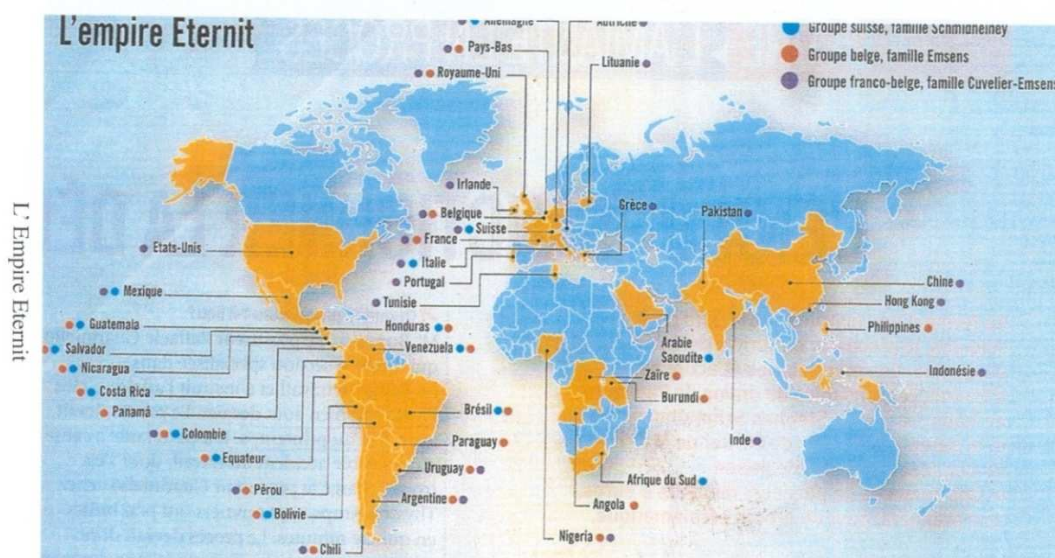 L'Empire Eternit
L'empire Eternit
Groupe suisse, famille Schmidheiny
Groupe belge, famille Emsens
Groupe franco-belge, famille Cuvelier-Emsens
Allemagne
Autriche
Pays-Bas
Lituanie
Royaume-Uni
Irlande
Grèce
Pakistan
Belgique
Suisse
Etats-Unis
France
Italie
Portugal
Chine
Mexique
Tunisie
Hong Kong
Guatemala
Honduras
Philippines
Salvador
Venezuela
Arabie
Saoudite
Nicaragua
Zaïre
Indonésie
Costa Rica
Burundi
Panamá
Brésil
Colombie
Paraguay
Inde
Equateur
Uruguay
Afrique du Sud
Pérou
Argentine
Angola
Bolivie
Nigeria
Chili